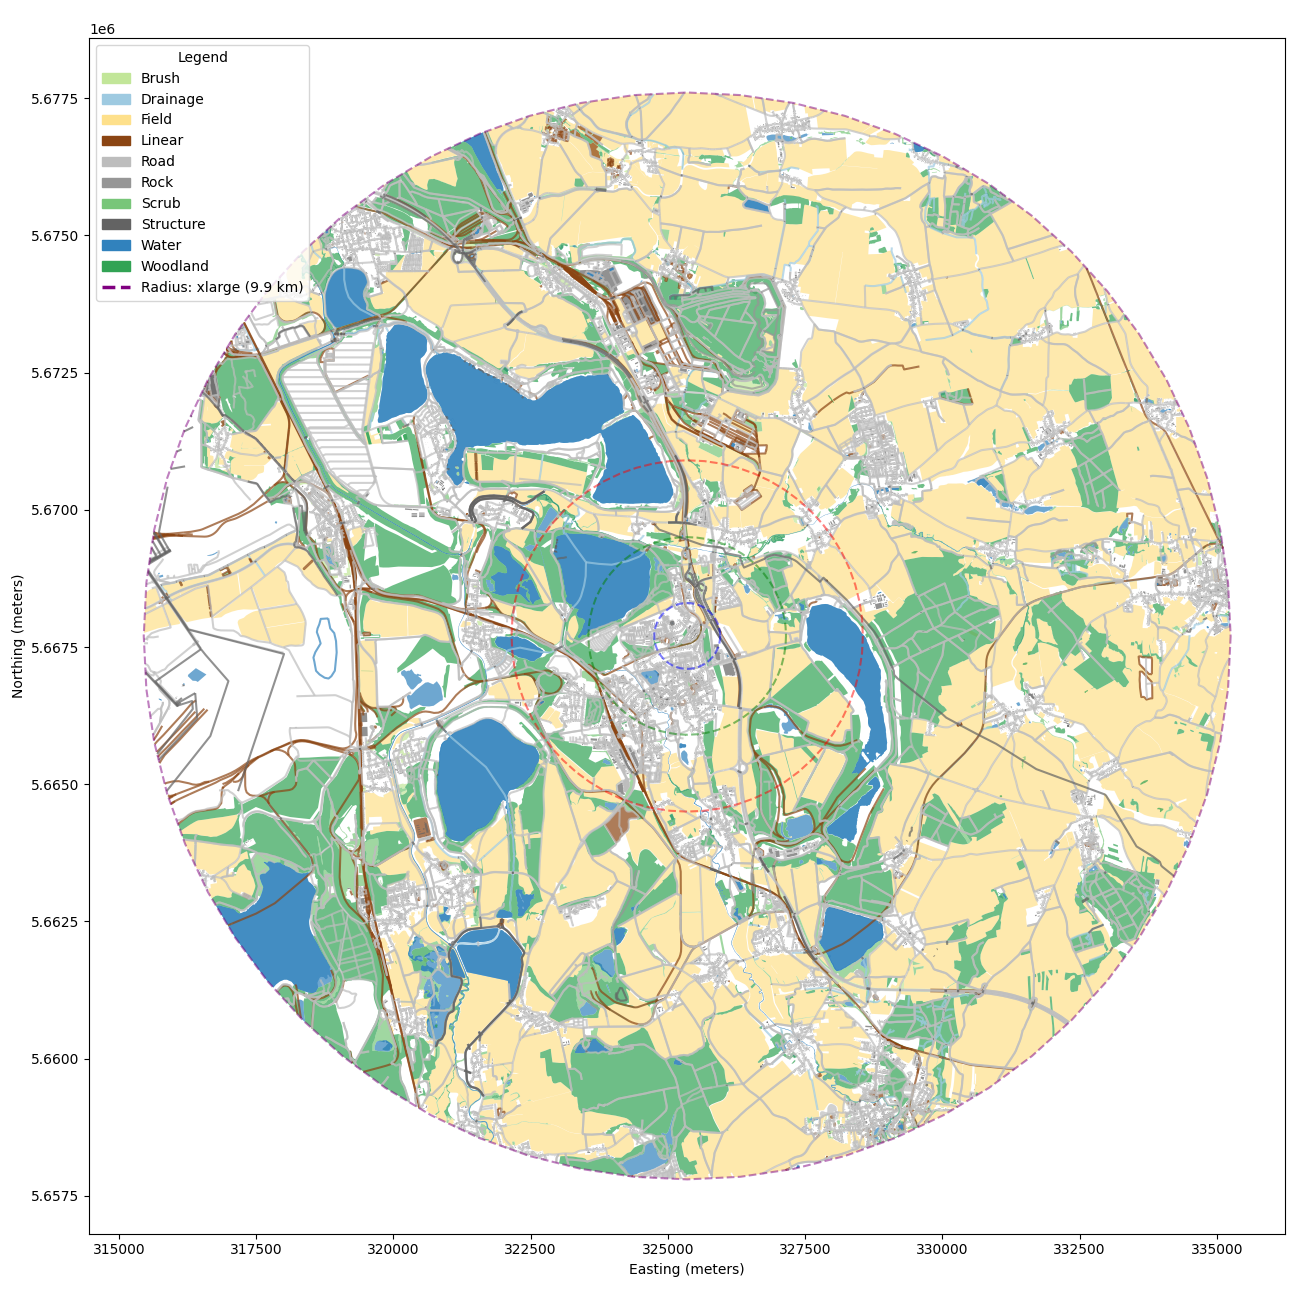 1e6
Legend
Brush
Drainage
Field
Linear
Road
Rock
Scrub
Structure
Water
Woodland
Radius: xlarge (9.9 km)
5.6775
5.6750
5.6725
5.6700
5.6675
5.6650
5.6625
5.6600
5.6575
Northing (meters)
315000 317500 320000 322500 325000 327500 330000 332500 335000
Easting (meters)